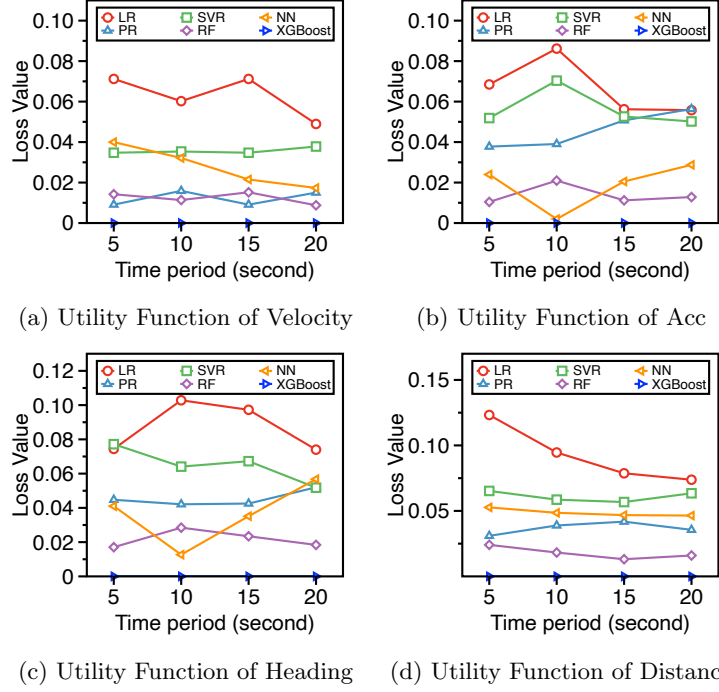 0.10
LR SVR NN
PR RF XGBoost
0.08
0.06
0.04
0.02
0
Loss Value
5 10 15 20
Time period (second)
(a) Utility Function of Velocity
0.10
LR SVR NN
PR RF XGBoost
0.08
0.06
0.04
0.02
0
Loss Value
5 10 15 20
Time period (second)
(b) Utility Function of Acc
0.12
LR SVR NN
PR RF XGBoost
0.10
0.08
0.06
0.04
0.02
0
Loss Value
5 10 15 20
Time period (second)
(c) Utility Function of Heading
0.15
LR SVR NN
PR RF XGBoost
0.10
0.05
Loss Value
5 10 15 20
Time period (second)
(d) Utility Function of Distanc